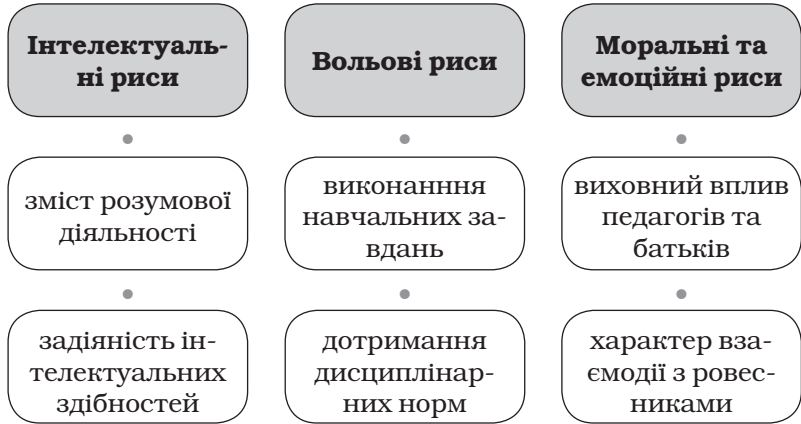 Інтелектуаль-
ні риси
Вольові риси
Моральні та
емоційні риси
зміст розумової
діяльності
виконанння
навчальних за-
вдань
виховний вплив
педагогів та
батьків
задіяність ін-
телектуальних
здібностей
дотримання
дисциплінар-
них норм
характер вза-
ємодії з ровес-
никами